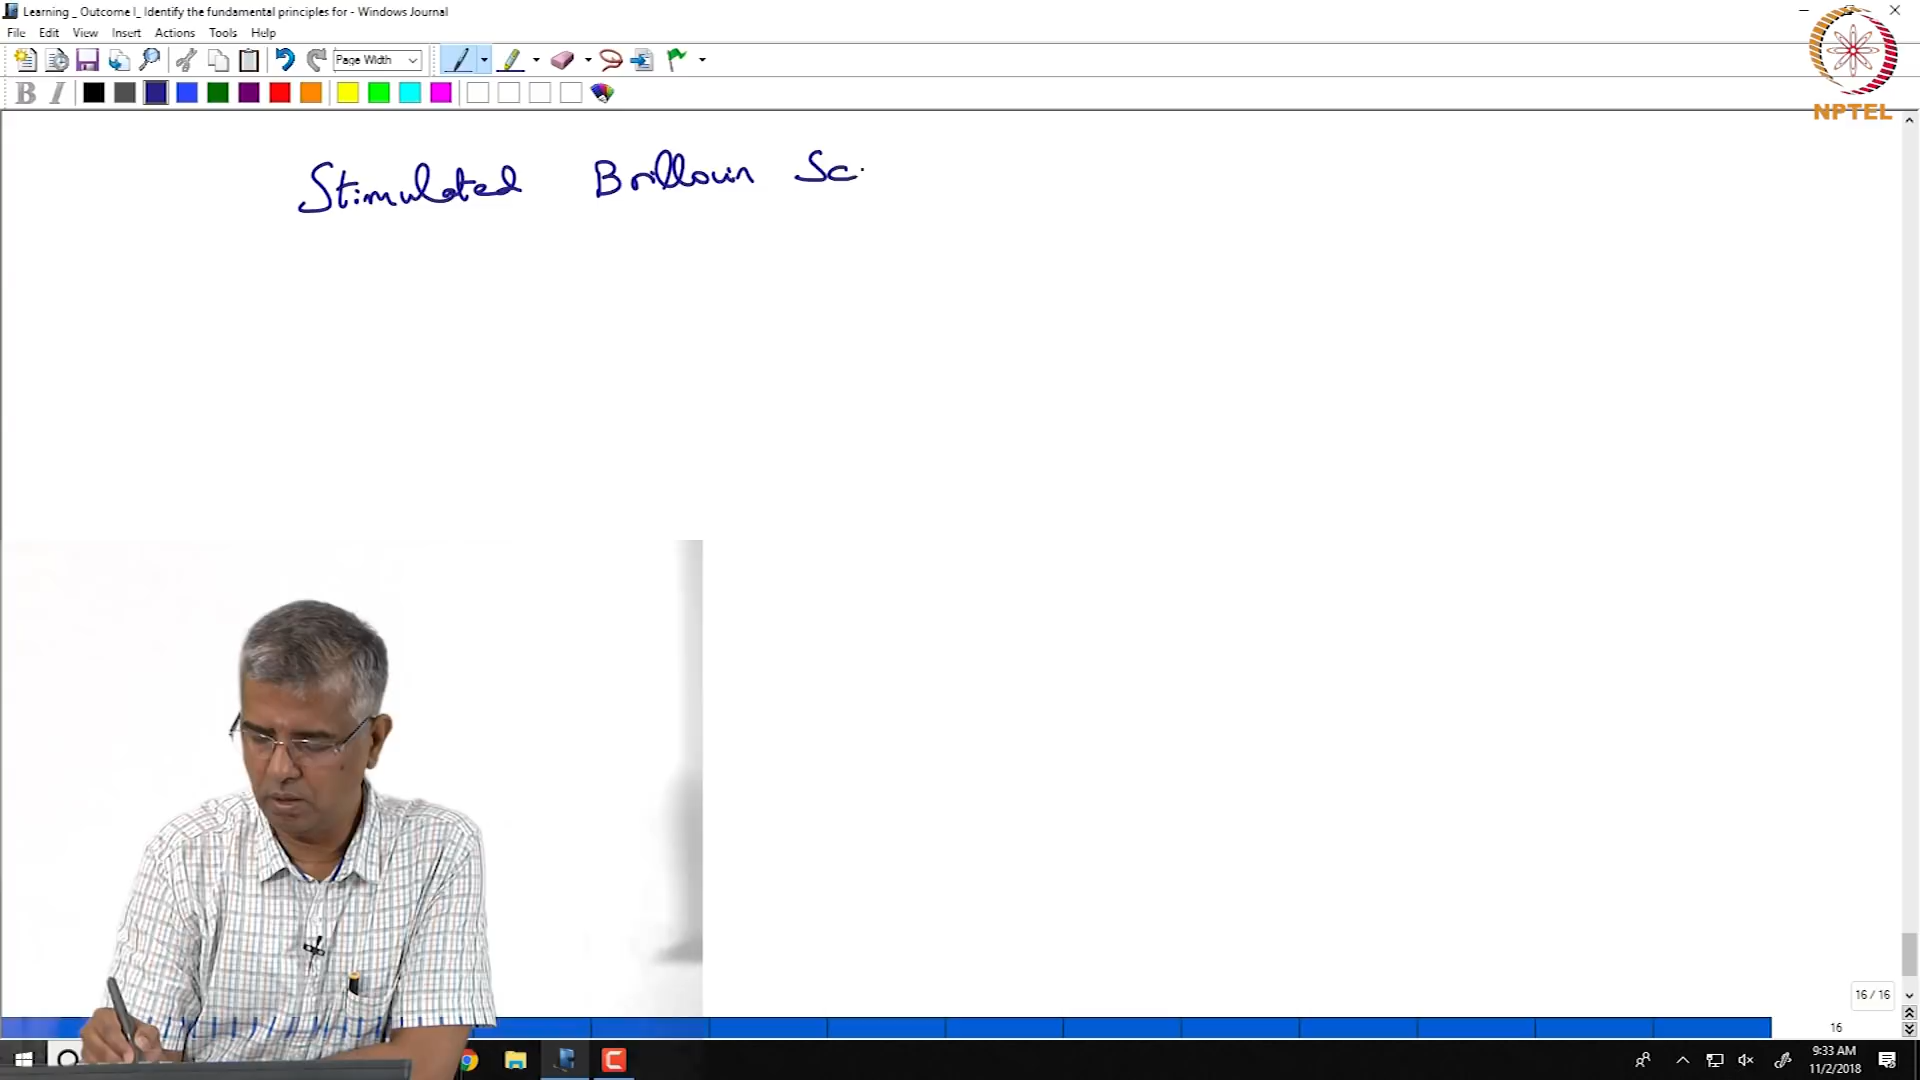 Learning _ Outcome I_ Identify the fundamental principles for - Windows Journal
File Edit View Insert Actions Tools Help
Page Width
B I
NPTEL
Stimulated Brillouin Sc
16 / 16
16
9:33 AM
11/2/2018